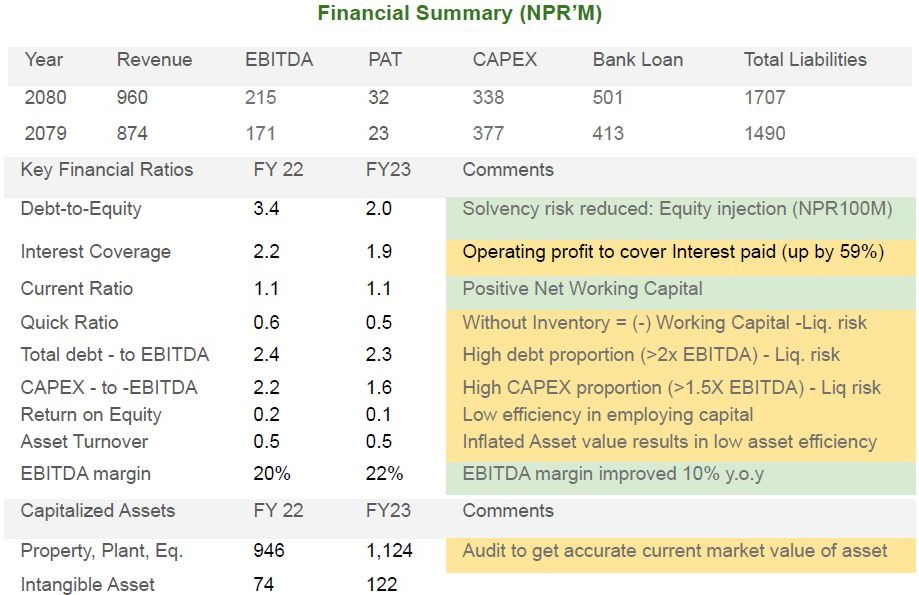 Financial Summary (NPR’M)
Year Revenue EBITDA PAT CAPEX Bank Loan Total Liabilities
2080 960 215 32 338 501 1707
2079 874 171 23 377 413 1490
Key Financial Ratios FY 22 FY23 Comments
Debt-to-Equity 3.4 2.0 Solvency risk reduced: Equity injection (NPR100M)
Interest Coverage 2.2 1.9 Operating profit to cover Interest paid (up by 59%)
Current Ratio 1.1 1.1 Positive Net Working Capital
Quick Ratio 0.6 0.5 Without Inventory = (-) Working Capital -Liq. risk
Total debt - to EBITDA 2.4 2.3 High debt proportion (>2x EBITDA) - Liq. risk
CAPEX - to -EBITDA 2.2 1.6 High CAPEX proportion (>1.5X EBITDA) - Liq risk
Return on Equity 0.2 0.1 Low efficiency in employing capital
Asset Turnover 0.5 0.5 Inflated Asset value results in low asset efficiency
EBITDA margin 20% 22% EBITDA margin improved 10% y.o.y
Capitalized Assets FY 22 FY23 Comments
Property, Plant, Eq. 946 1,124 Audit to get accurate current market value of asset
Intangible Asset 74 122